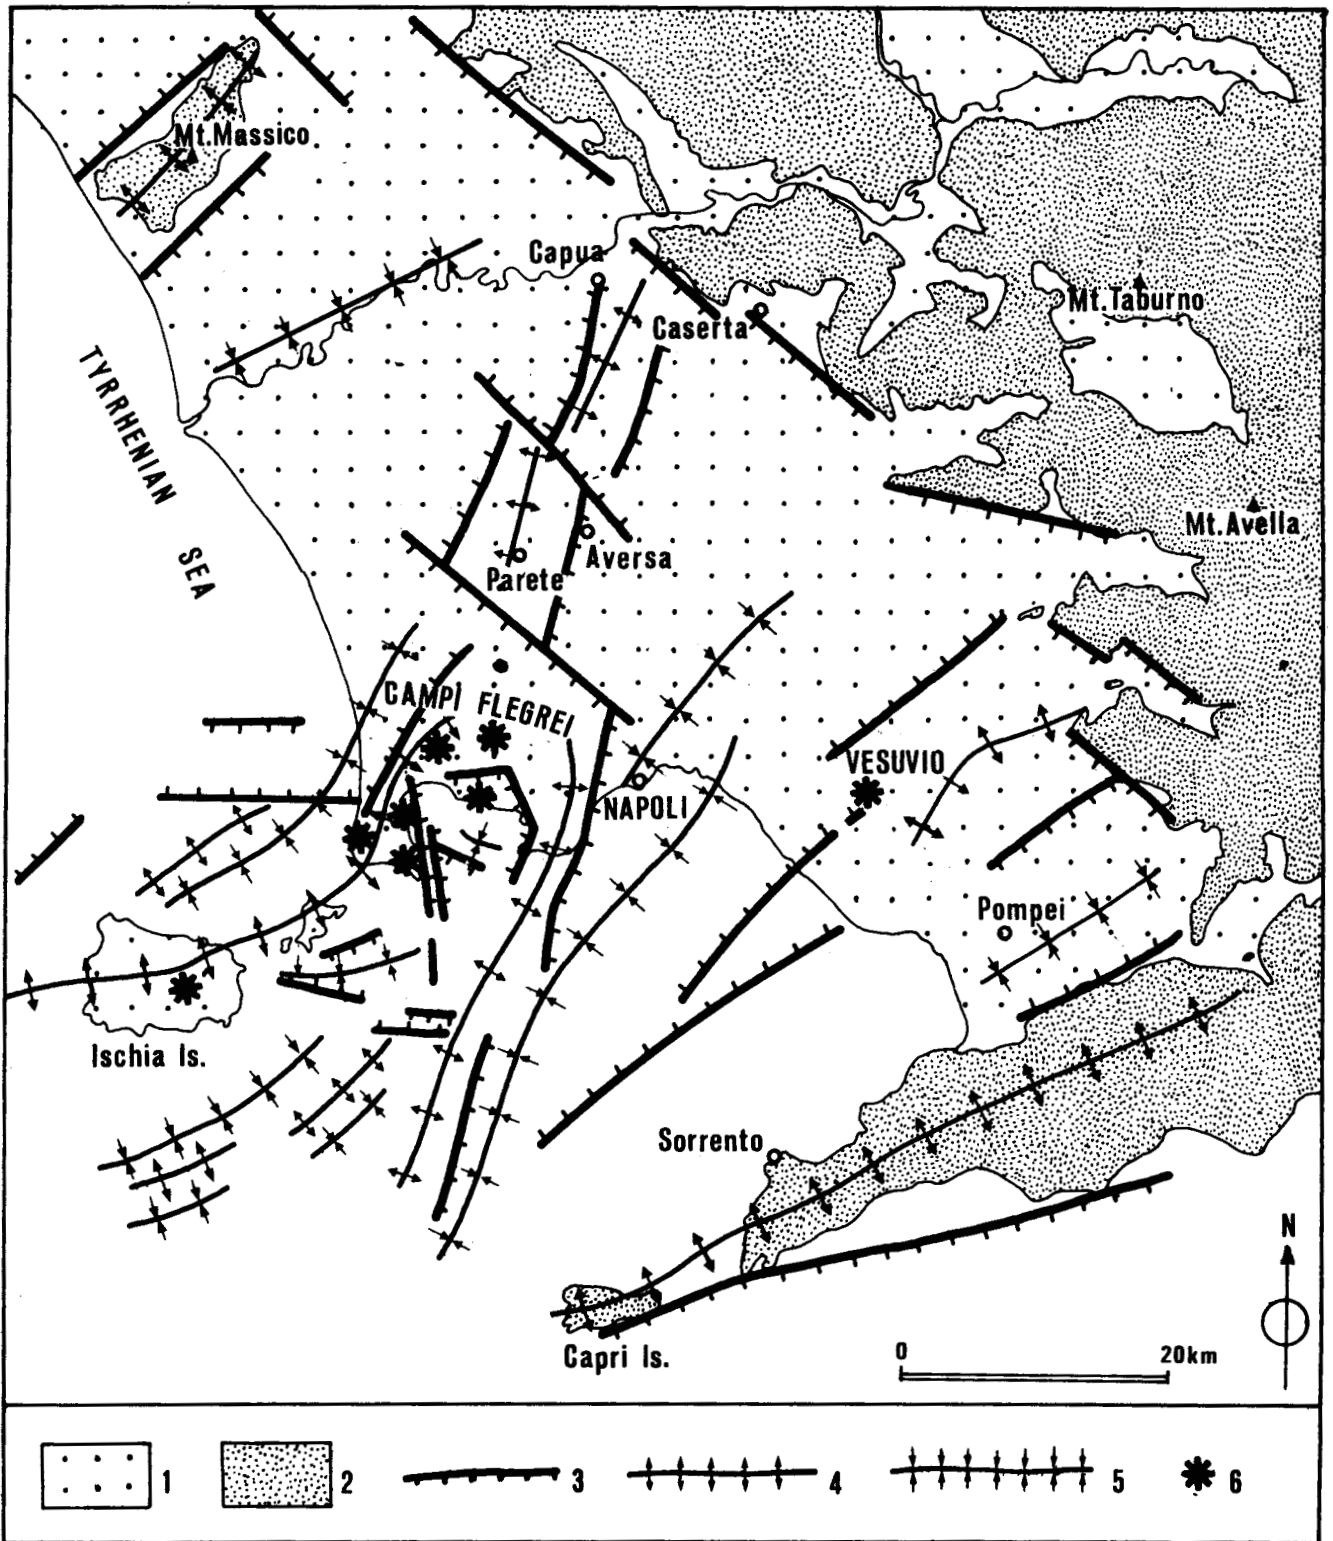 Mt.Massico
Capua
Caserta
Mt.Taburno
TYRRHENIAN SEA
Mt.Avella
Aversa
Parete
CAMPI FLEGREI
VESUVIO
NAPOLI
Pompei
Ischia Is.
Sorrento
N
Capri Is.
0 20km
1 2 3 4 5 6